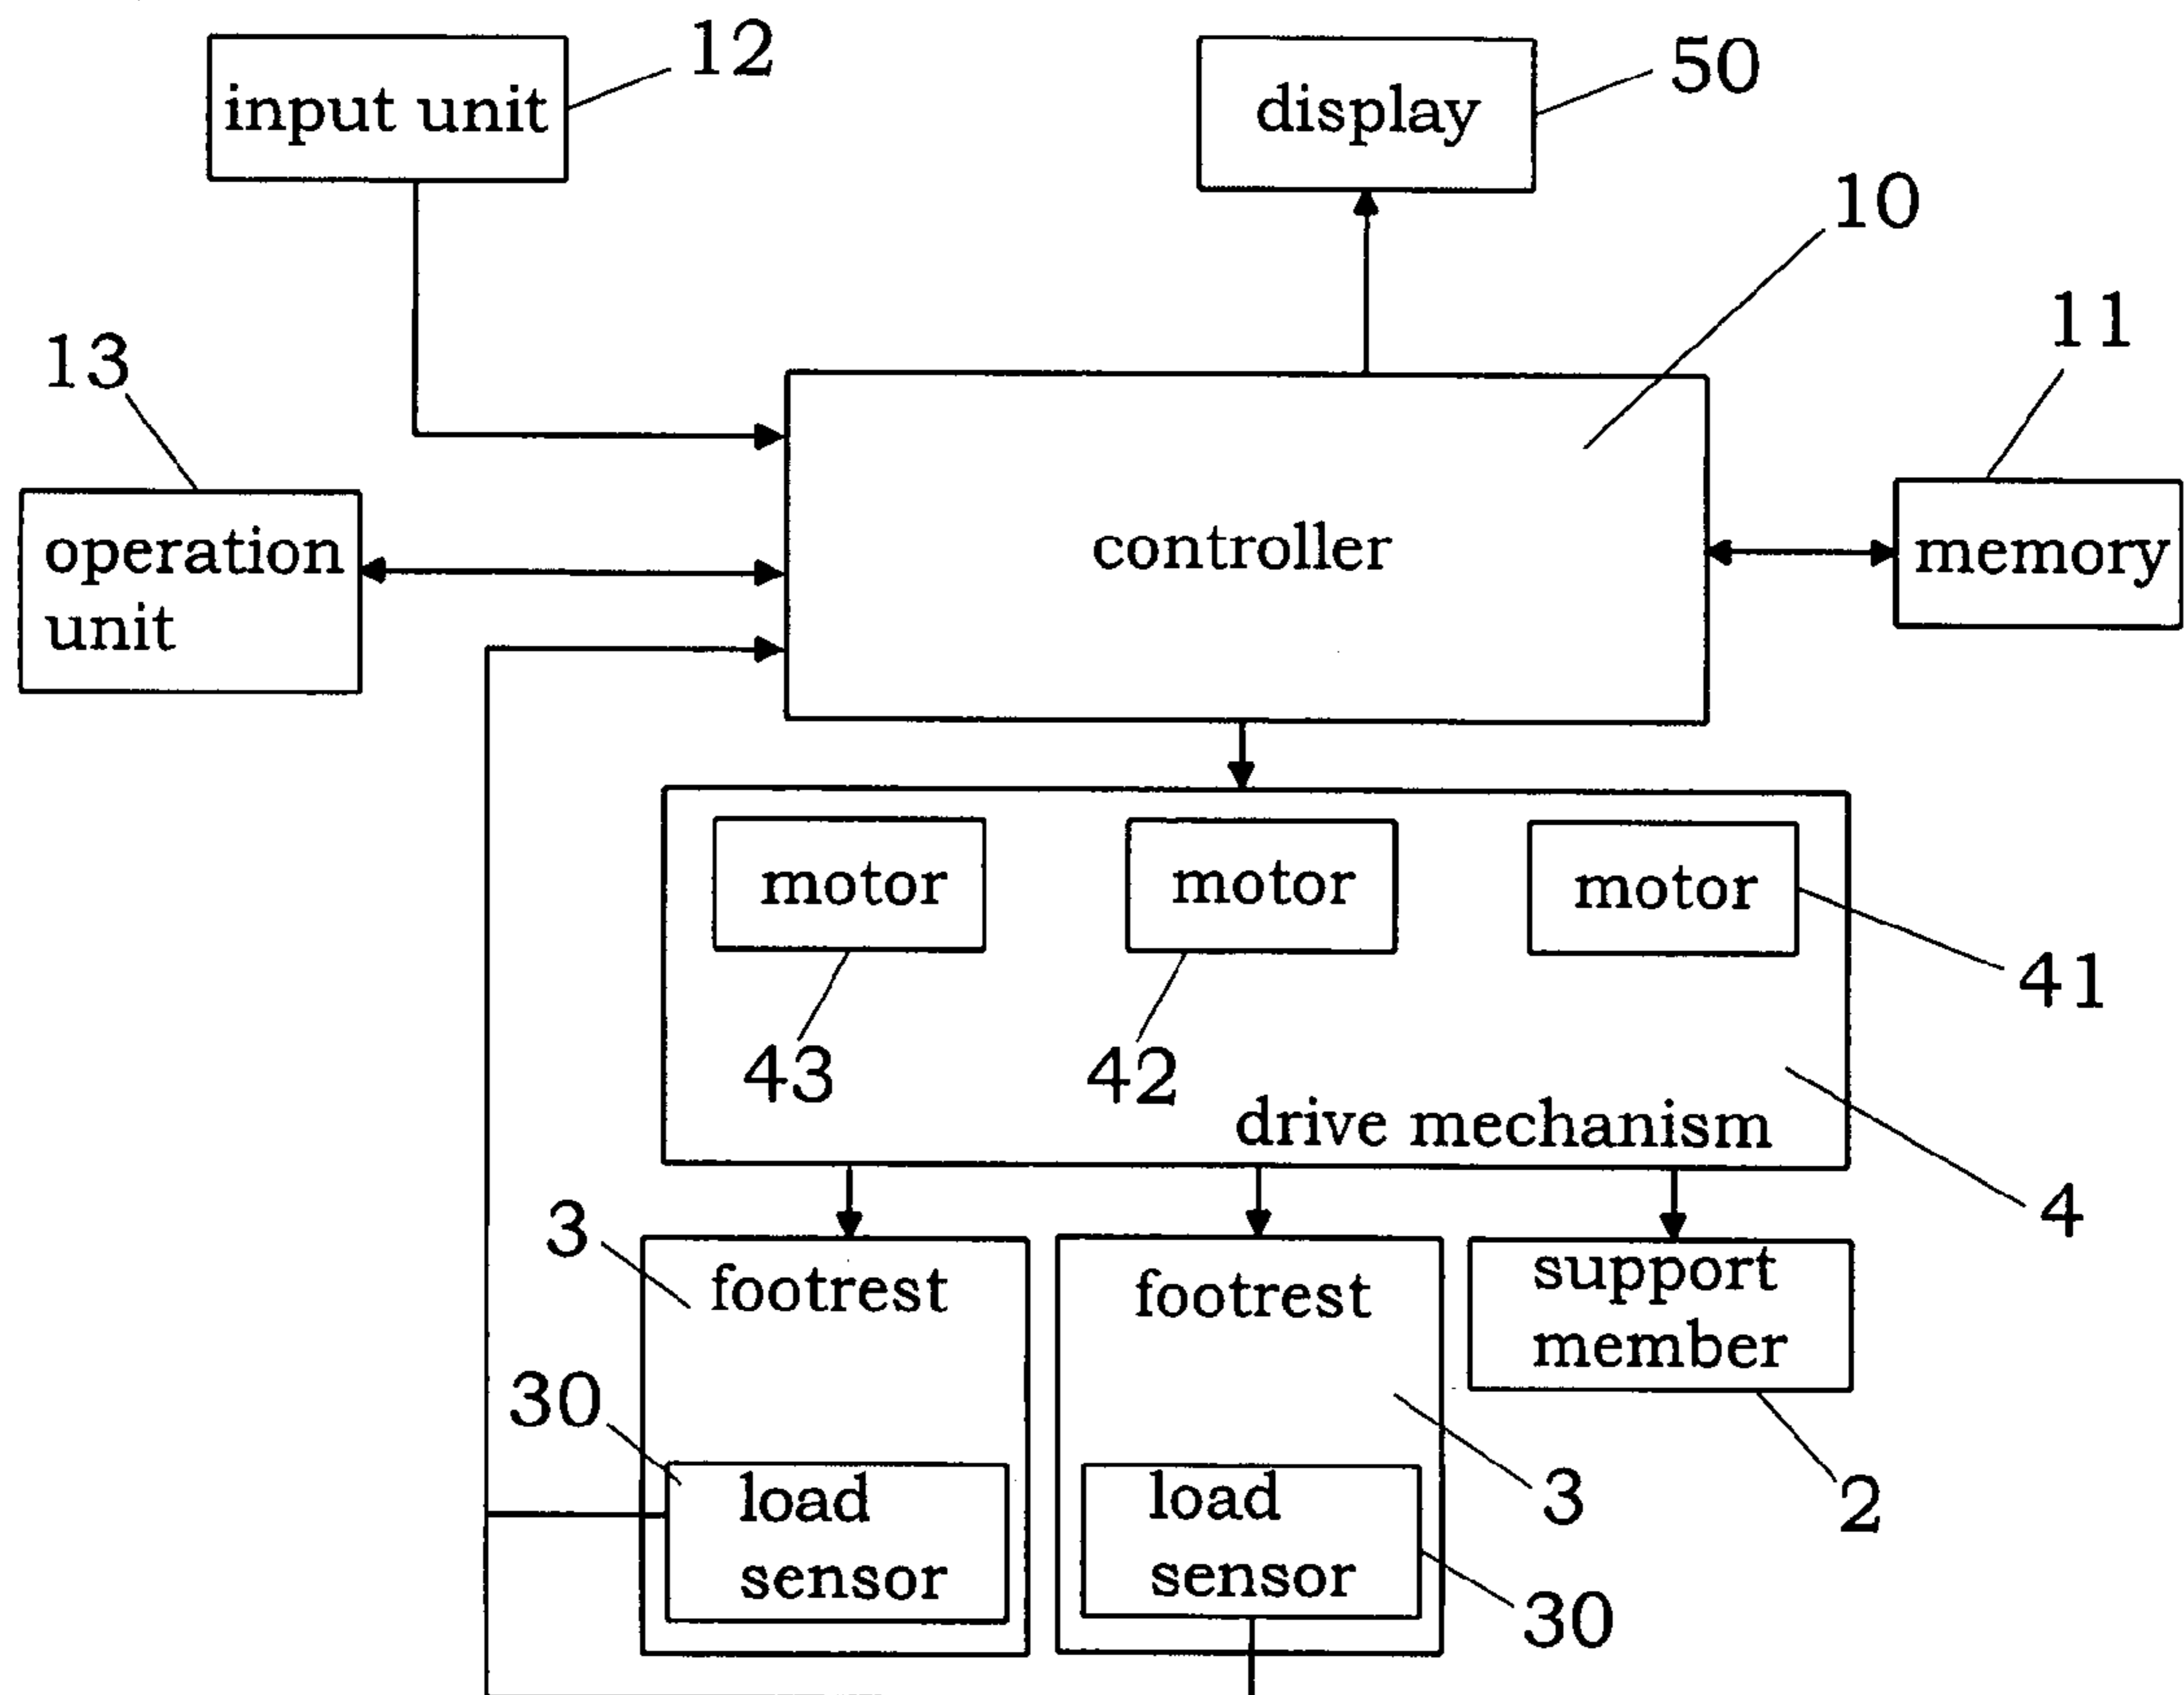 12
input unit
50
display
10
11
13
operation
unit
controller
memory
motor
motor
motor
41
43
42
drive mechanism
4
3
footrest
footrest
support
member
30
load
sensor
load
sensor
3
2
30